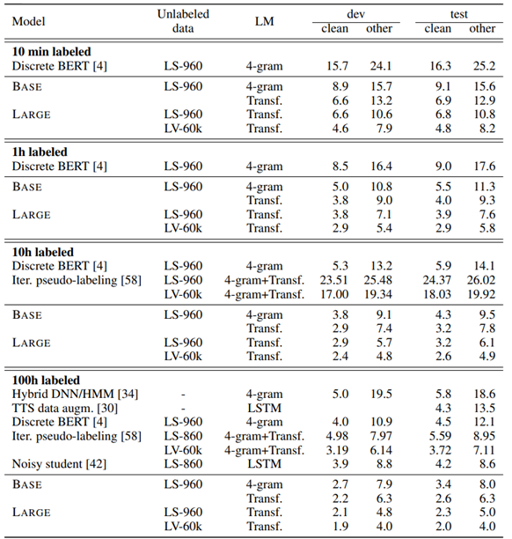 Model Unlabeled data LM dev test
clean other clean other
10 min labeled
Discrete BERT [4] LS-960 4-gram 15.7 24.1 16.3 25.2
BASE LS-960 4-gram 8.9 15.7 9.1 15.6
Transf. 6.6 13.2 6.9 12.9
LARGE LS-960 Transf. 6.6 10.6 6.8 10.8
LV-60k Transf. 4.6 7.9 4.8 8.2
1h labeled
Discrete BERT [4] LS-960 4-gram 8.5 16.4 9.0 17.6
BASE LS-960 4-gram 5.0 10.8 5.5 11.3
Transf. 3.8 9.0 4.0 9.3
LARGE LS-960 Transf. 3.8 7.1 3.9 7.6
LV-60k Transf. 2.9 5.4 2.9 5.8
10h labeled
Discrete BERT [4] LS-960 4-gram 5.3 13.2 5.9 14.1
Iter. pseudo-labeling [58] LS-960 4-gram+Transf. 23.51 25.48 24.37 26.02
LV-60k 4-gram+Transf. 17.00 19.34 18.03 19.92
BASE LS-960 4-gram 3.8 9.1 4.3 9.5
Transf. 2.9 7.4 3.2 7.8
LARGE LS-960 Transf. 2.9 5.7 3.2 6.1
LV-60k Transf. 2.4 4.8 2.6 4.9
100h labeled
Hybrid DNN/HMM [34] - 4-gram 5.0 19.5 5.8 18.6
TTS data augm. [30] - LSTM 4.3 13.5
Discrete BERT [4] LS-960 4-gram 4.0 10.9 4.5 12.1
Iter. pseudo-labeling [58] LS-860 4-gram+Transf. 4.98 7.97 5.59 8.95
LV-60k 4-gram+Transf. 3.19 6.14 3.72 7.11
Noisy student [42] LS-860 LSTM 3.9 8.8 4.2 8.6
BASE LS-960 4-gram 2.7 7.9 3.4 8.0
Transf. 2.2 6.3 2.6 6.3
LARGE LS-960 Transf. 2.1 4.8 2.3 5.0
LV-60k Transf. 1.9 4.0 2.0 4.0